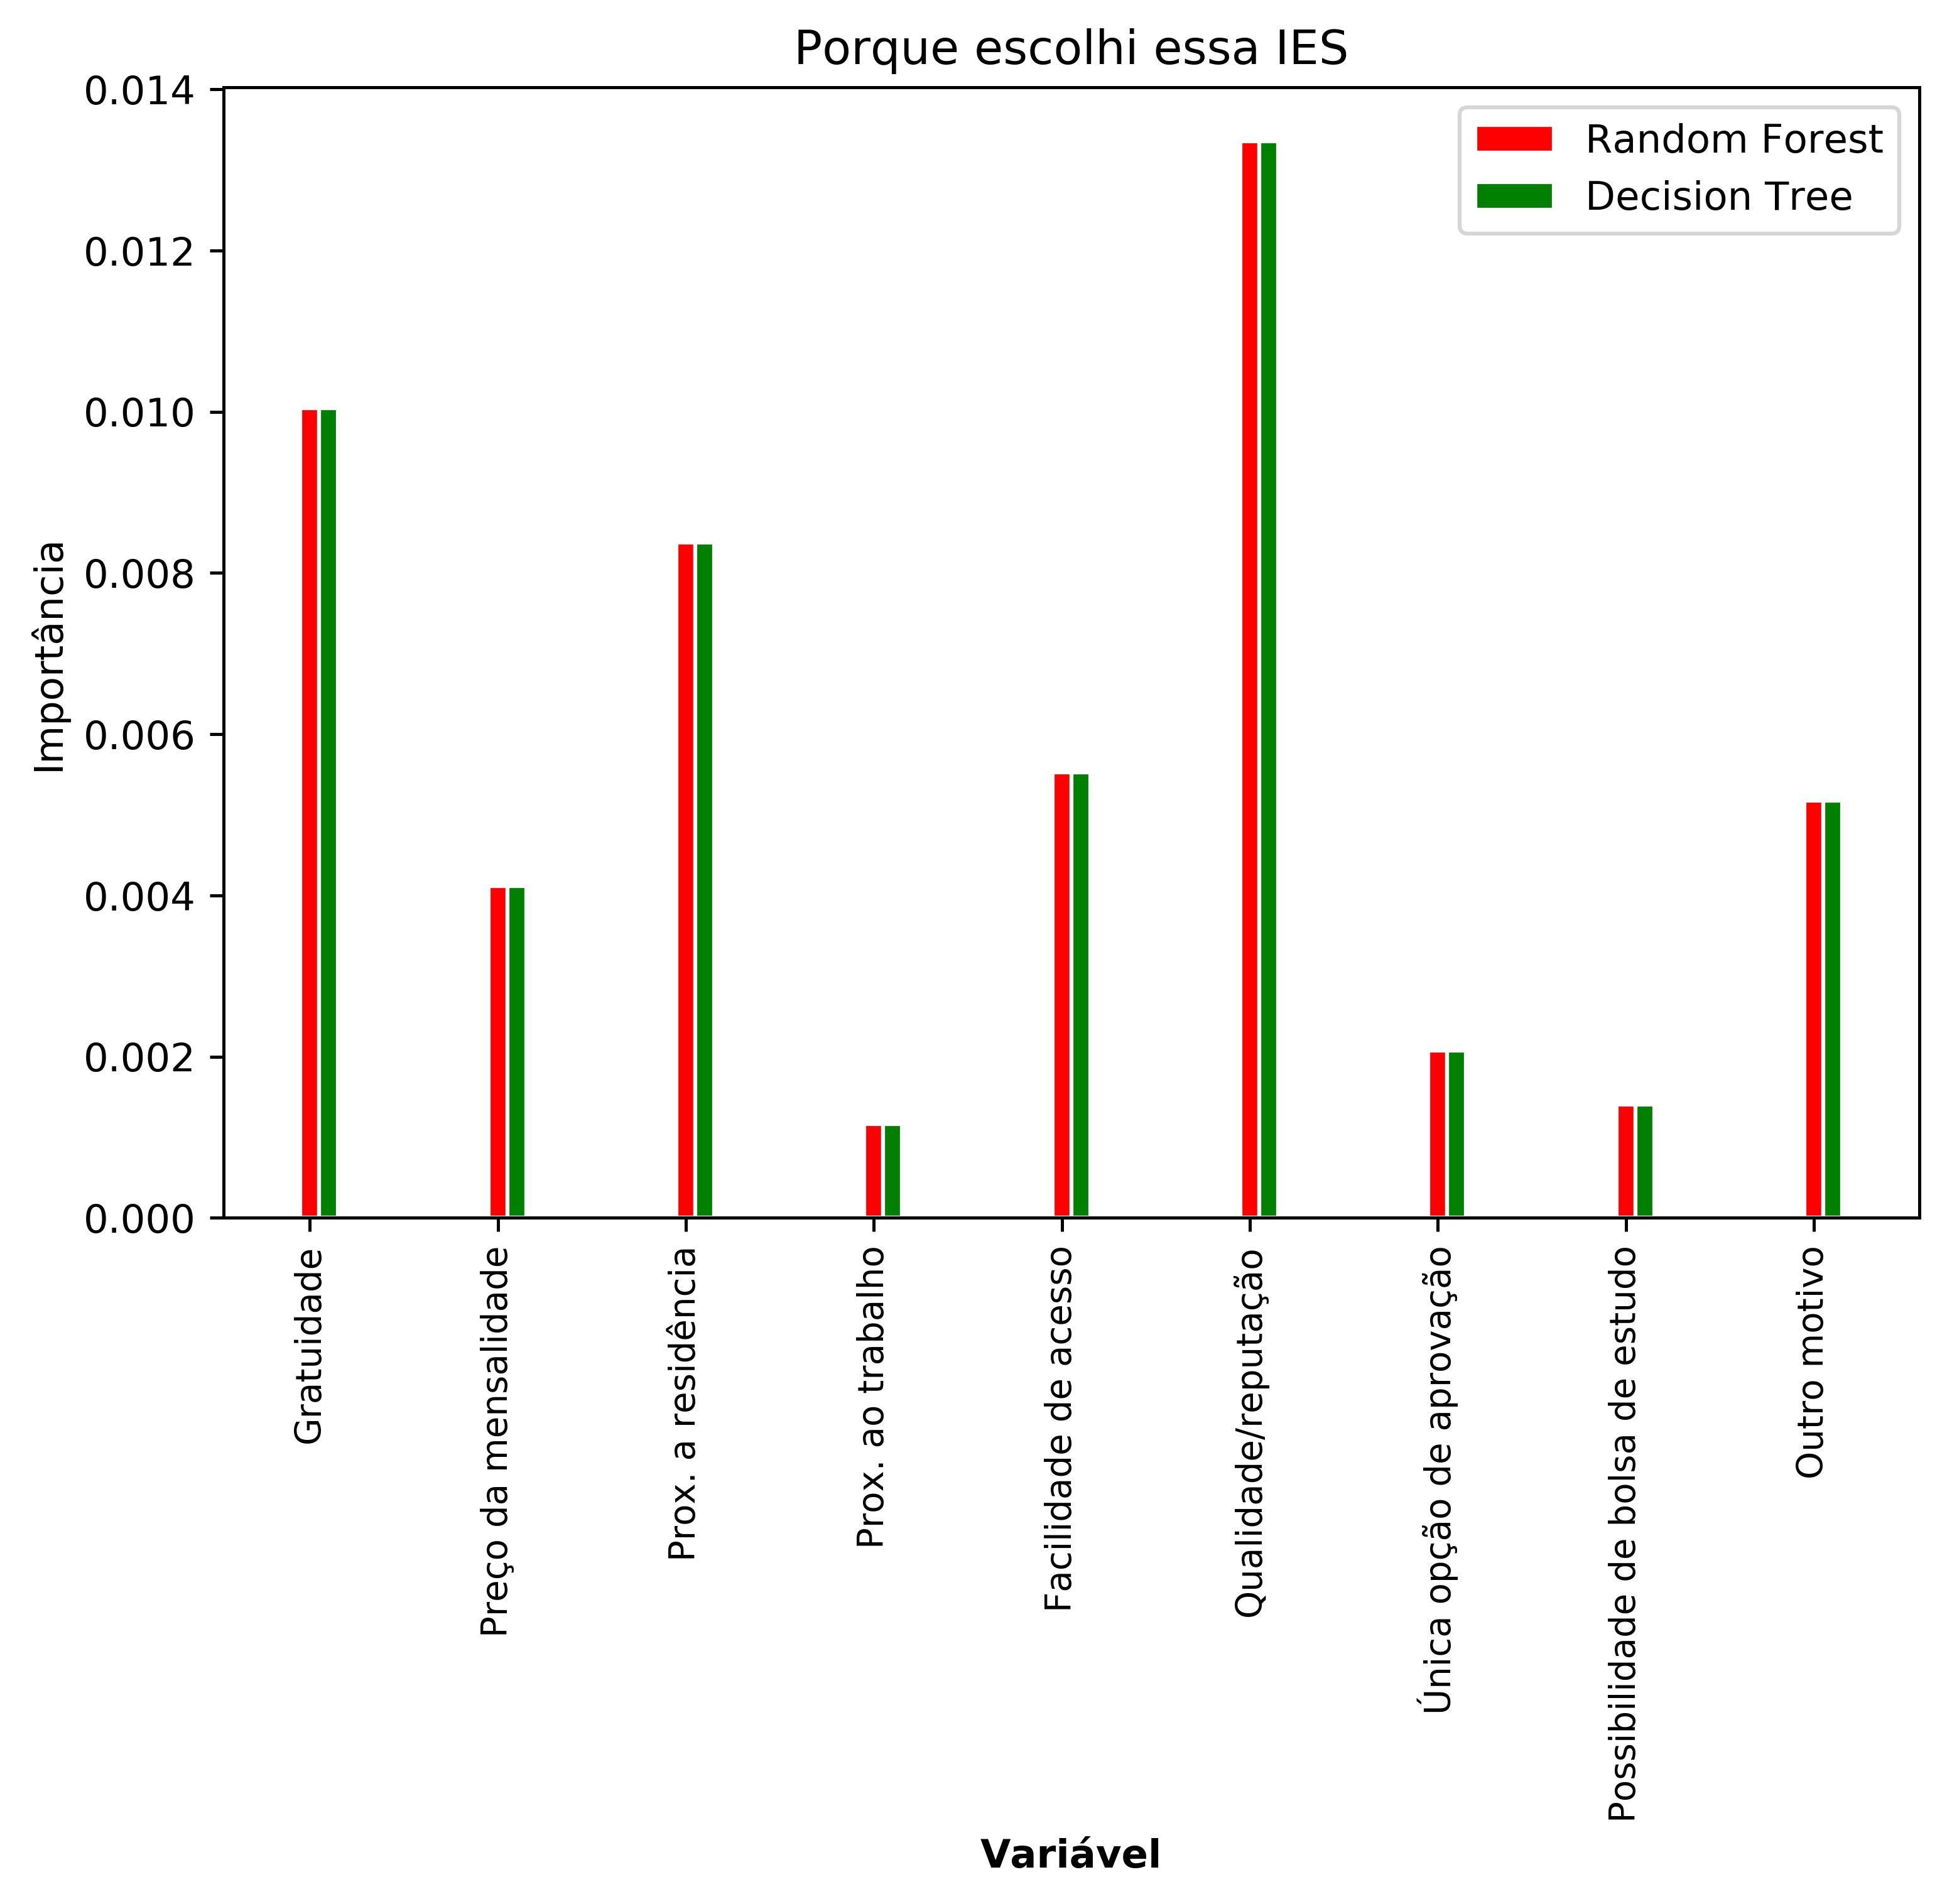 Porque escolhi essa IES
Random Forest
Decision Tree
Importância
0.014
0.012
0.010
0.008
0.006
0.004
0.002
0.000
Gratuidade
Preço da mensalidade
Prox. a residência
Prox. ao trabalho
Facilidade de acesso
Qualidade/reputação
Única opção de aprovação
Possibilidade de bolsa de estudo
Outro motivo
Variável